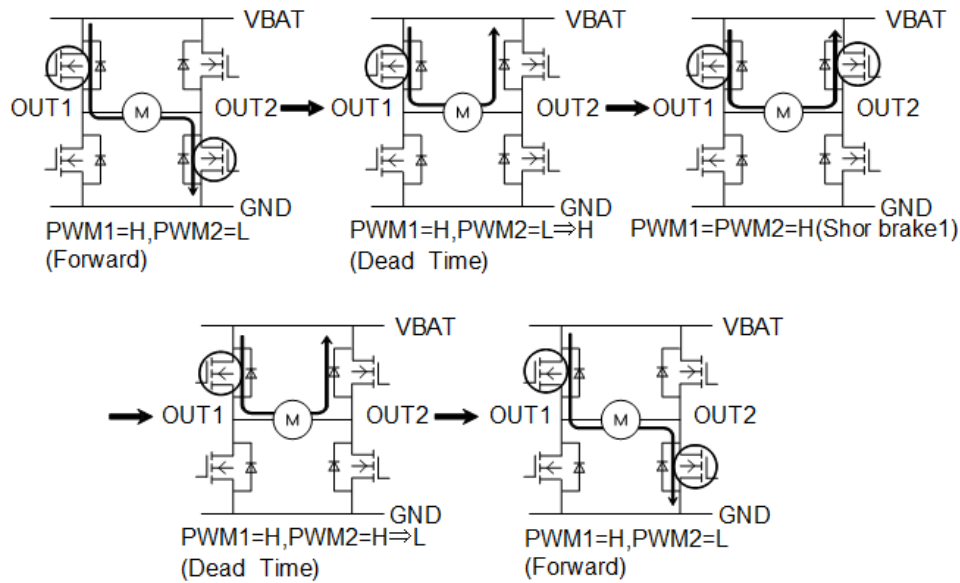 VBAT
OUT1
M
OUT2
GND
PWM1=H,PWM2=L
(Forward)
VBAT
OUT1
M
OUT2
GND
PWM1=H,PWM2=L⇒H
(Dead Time)
VBAT
OUT1
M
OUT2
GND
PWM1=PWM2=H(Shor brake1)
VBAT
OUT1
M
OUT2
GND
PWM1=H,PWM2=H⇒L
(Dead Time)
VBAT
OUT1
M
OUT2
GND
PWM1=H,PWM2=L
(Forward)